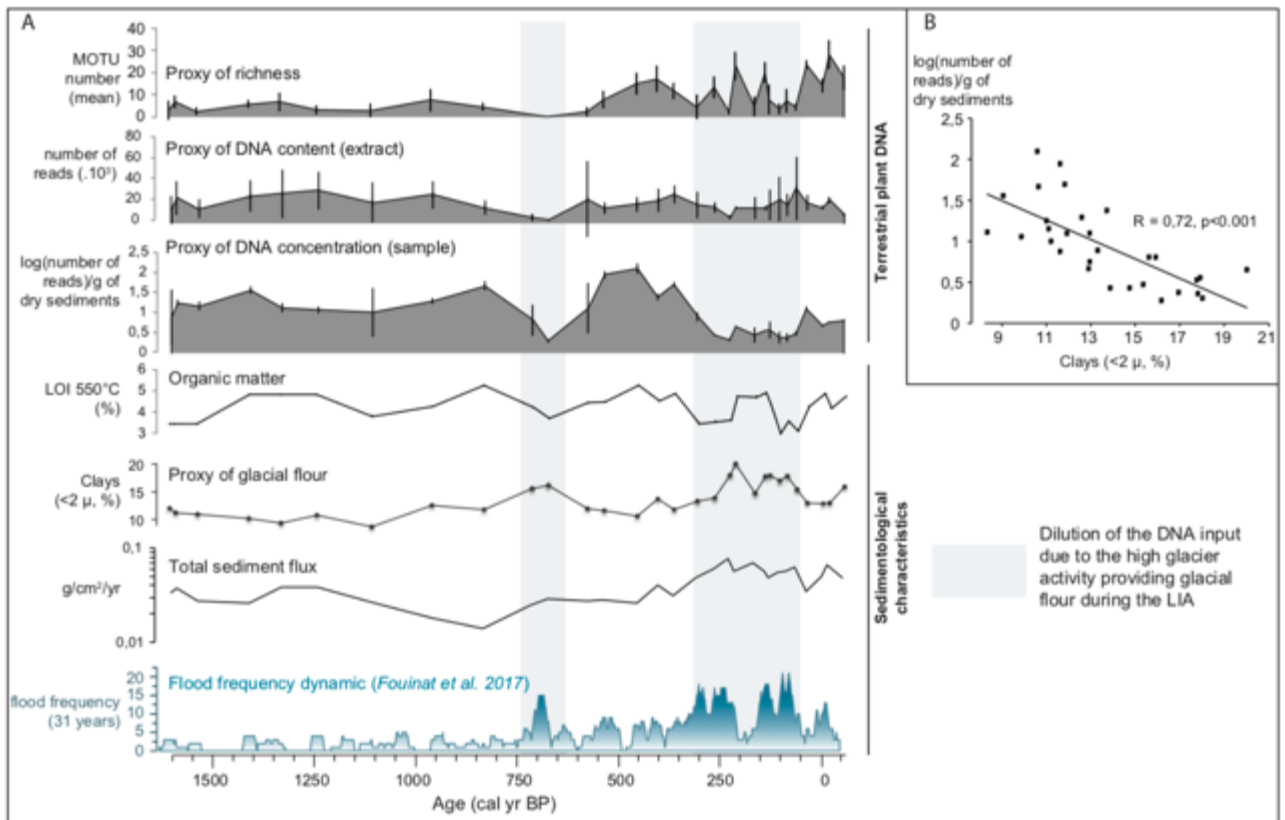 A
MOTU
number
(mean)
40
30
20
10
0
Proxy of richness
number of
reads (.10³)
80
60
40
20
0
Proxy of DNA content (extract)
log(number of
reads)/g of
dry sediments
2,5
2
1,5
1
0,5
0
Proxy of DNA concentration (sample)
Terrestrial plant DNA
LOI 550°C
(%)
6
5
4
3
Organic matter
Clays
(<2 µ, %)
20
15
10
Proxy of glacial flour
g/cm²/yr
0,1
0,01
Total sediment flux
Sedimentological
characteristics
flood frequency
(31 years)
20
15
10
5
0
Flood frequency dynamic (Fouinat et al. 2017)
1500
1250
1000
750
500
250
0
Age (cal yr BP)
B
log(number of
reads)/g of
dry sediments
2,5
2
1,5
1
0,5
0
R = 0,72, p<0.001
9
11
13
15
17
19
21
Clays (<2 µ, %)
Dilution of the DNA input
due to the high glacier
activity providing glacial
flour during the LIA